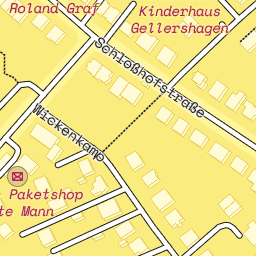 Roland Graf
Kinderhaus
Gellershagen
Schloßhofstraße
Wickenkamp
Paketshop
te Mann